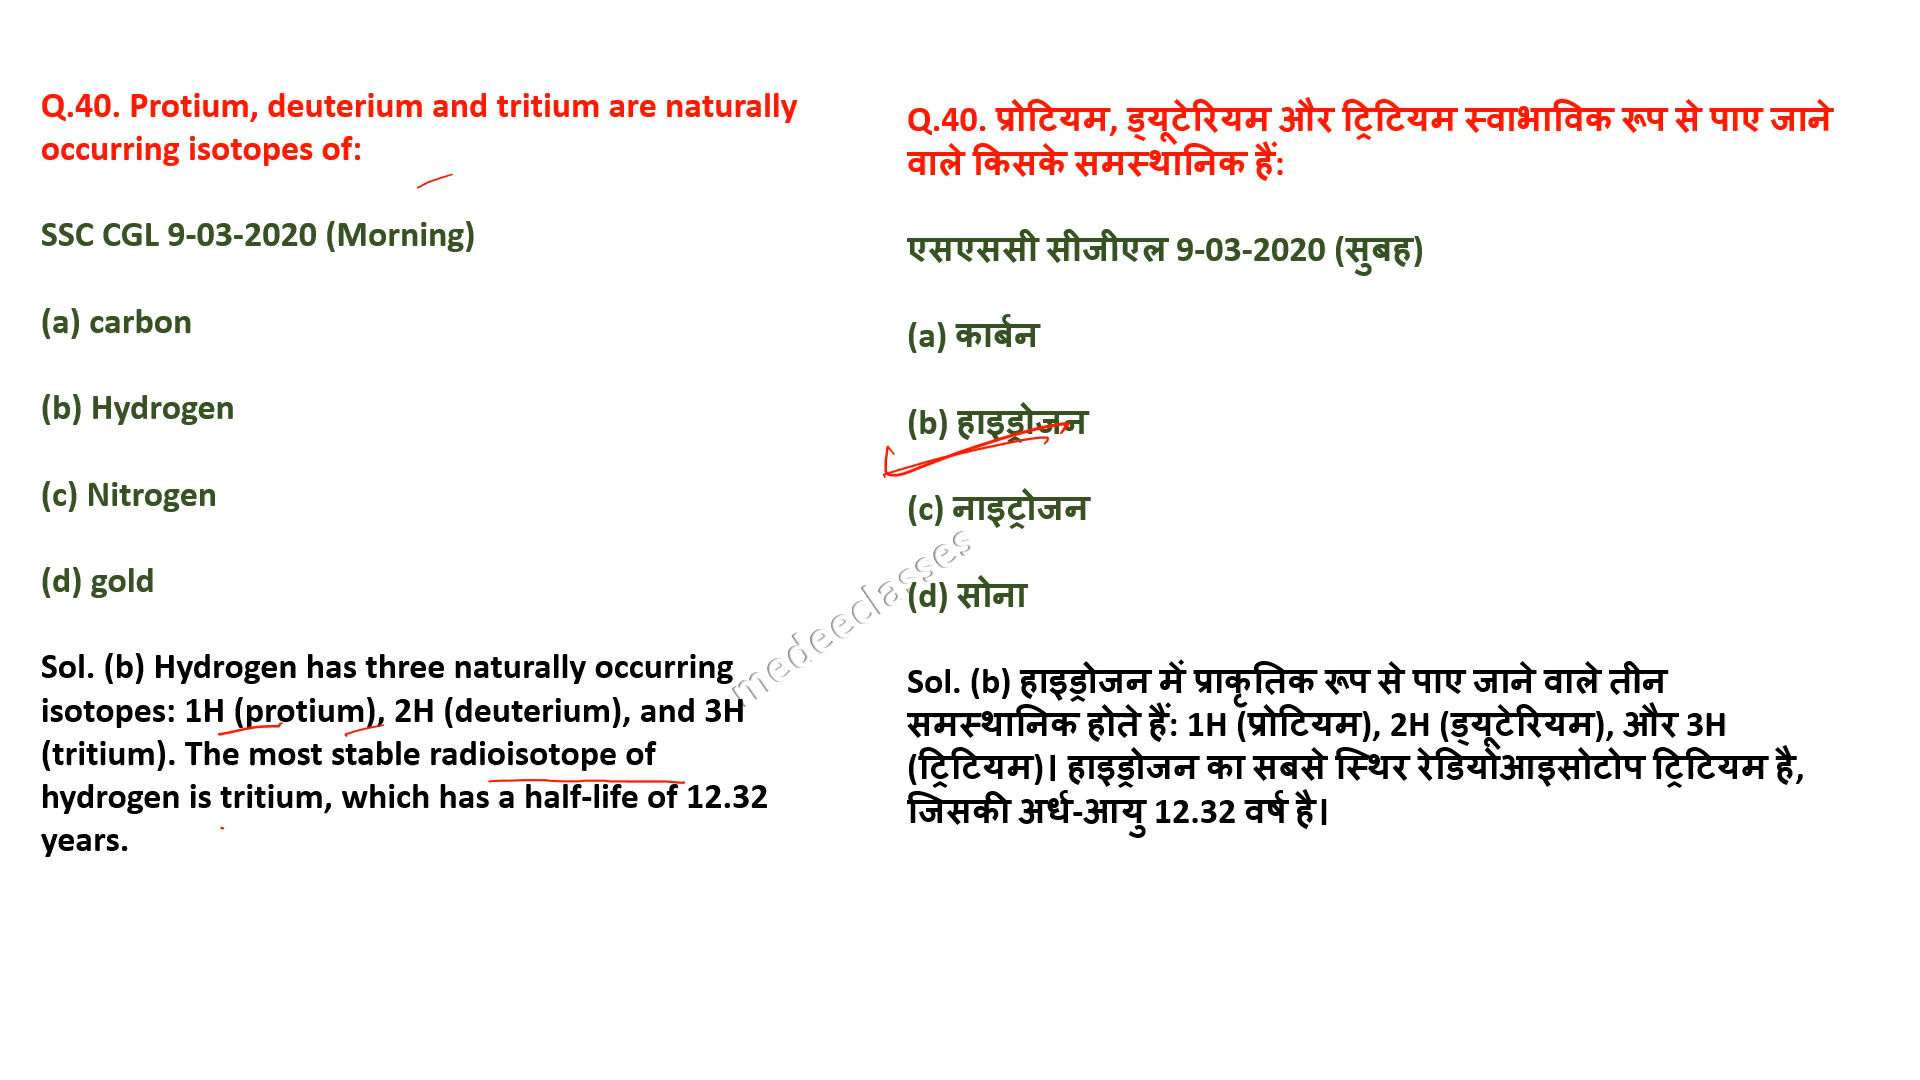 Q.40. Protium, deuterium and tritium are naturally
occurring isotopes of:
SSC CGL 9-03-2020 (Morning)
(a) carbon
(b) Hydrogen
(c) Nitrogen
(d) gold
Sol. (b) Hydrogen has three naturally occurring
isotopes: 1H (protium), 2H (deuterium), and 3H
(tritium). The most stable radioisotope of
hydrogen is tritium, which has a half-life of 12.32
years.
Q.40. प्रोटियम, ड्यूटेरियम और ट्रिटियम स्वाभाविक रूप से पाए जाने
वाले किसके समस्थानिक हैं:
एसएससी सीजीएल 9-03-2020 (सुबह)
(a) कार्बन
(b) हाइड्रोजन
(c) नाइट्रोजन
(d) सोना
Sol. (b) हाइड्रोजन में प्राकृतिक रूप से पाए जाने वाले तीन
समस्थानिक होते हैं: 1H (प्रोटियम), 2H (ड्यूटेरियम), और 3H
(ट्रिटियम)। हाइड्रोजन का सबसे स्थिर रेडियोआइसोटोप ट्रिटियम है,
जिसकी अर्ध-आयु 12.32 वर्ष है।
medeeclasses